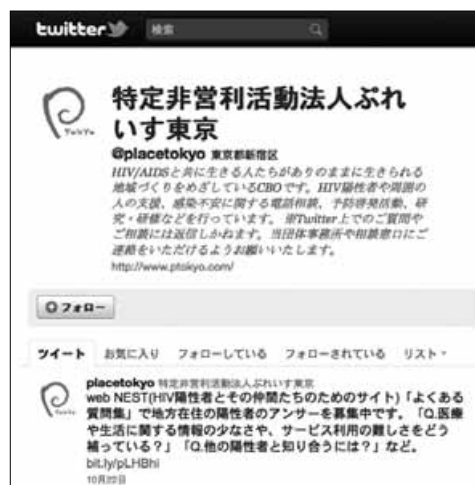 twitter
検索
特定非営利活動法人ぷれ
いす東京
@placetokyo 東京都新宿区
HIV/AIDSと共に生きる人たちがありのままに生きられる
地域づくりをめざしているCBOです。HIV陽性者や周囲の
人の支援、感染不安に関する電話相談、予防啓発活動、研
究・研修などを行っています。 ※Twitter上でのご質問や
ご相談には返信しかねます。当団体事務所や相談窓口にご
連絡をいただけるようお願いいたします。
http://www.ptokyo.com/
フォロー
ツイート お気に入り フォローしている フォローされている リスト
placetokyo 特定非営利活動法人ぷれいす東京
web NEST(HIV陽性者とその仲間たちのためのサイト)「よくある
質問集」で地方在住の陽性者のアンサーを募集中です。「Q.医療
や生活に関する情報の少なさや、サービス利用の難しさをどう
補っている？」「Q.他の陽性者と知り合うには？」など。
bit.ly/pLHBhi
10月22日